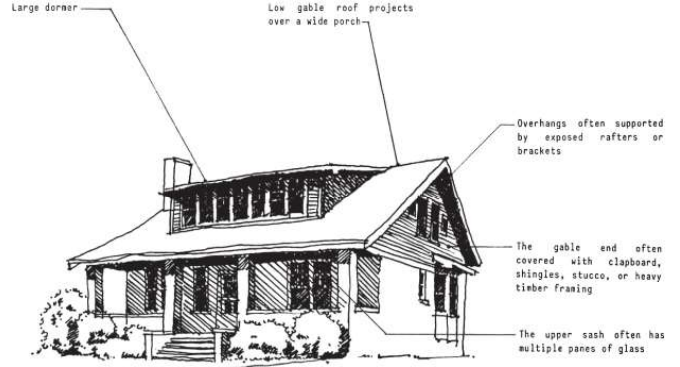 Large dormer
Low gable roof projects
over a wide porch
Overhangs often supported
by exposed rafters or
brackets
The gable end often
covered with clapboard,
shingles, stucco, or heavy
timber framing
The upper sash often has
multiple panes of glass